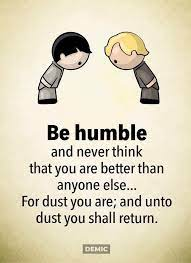 Be humble
and never think
that you are better than
anyone else...
For dust you are; and unto
dust you shall return.
DEMIC